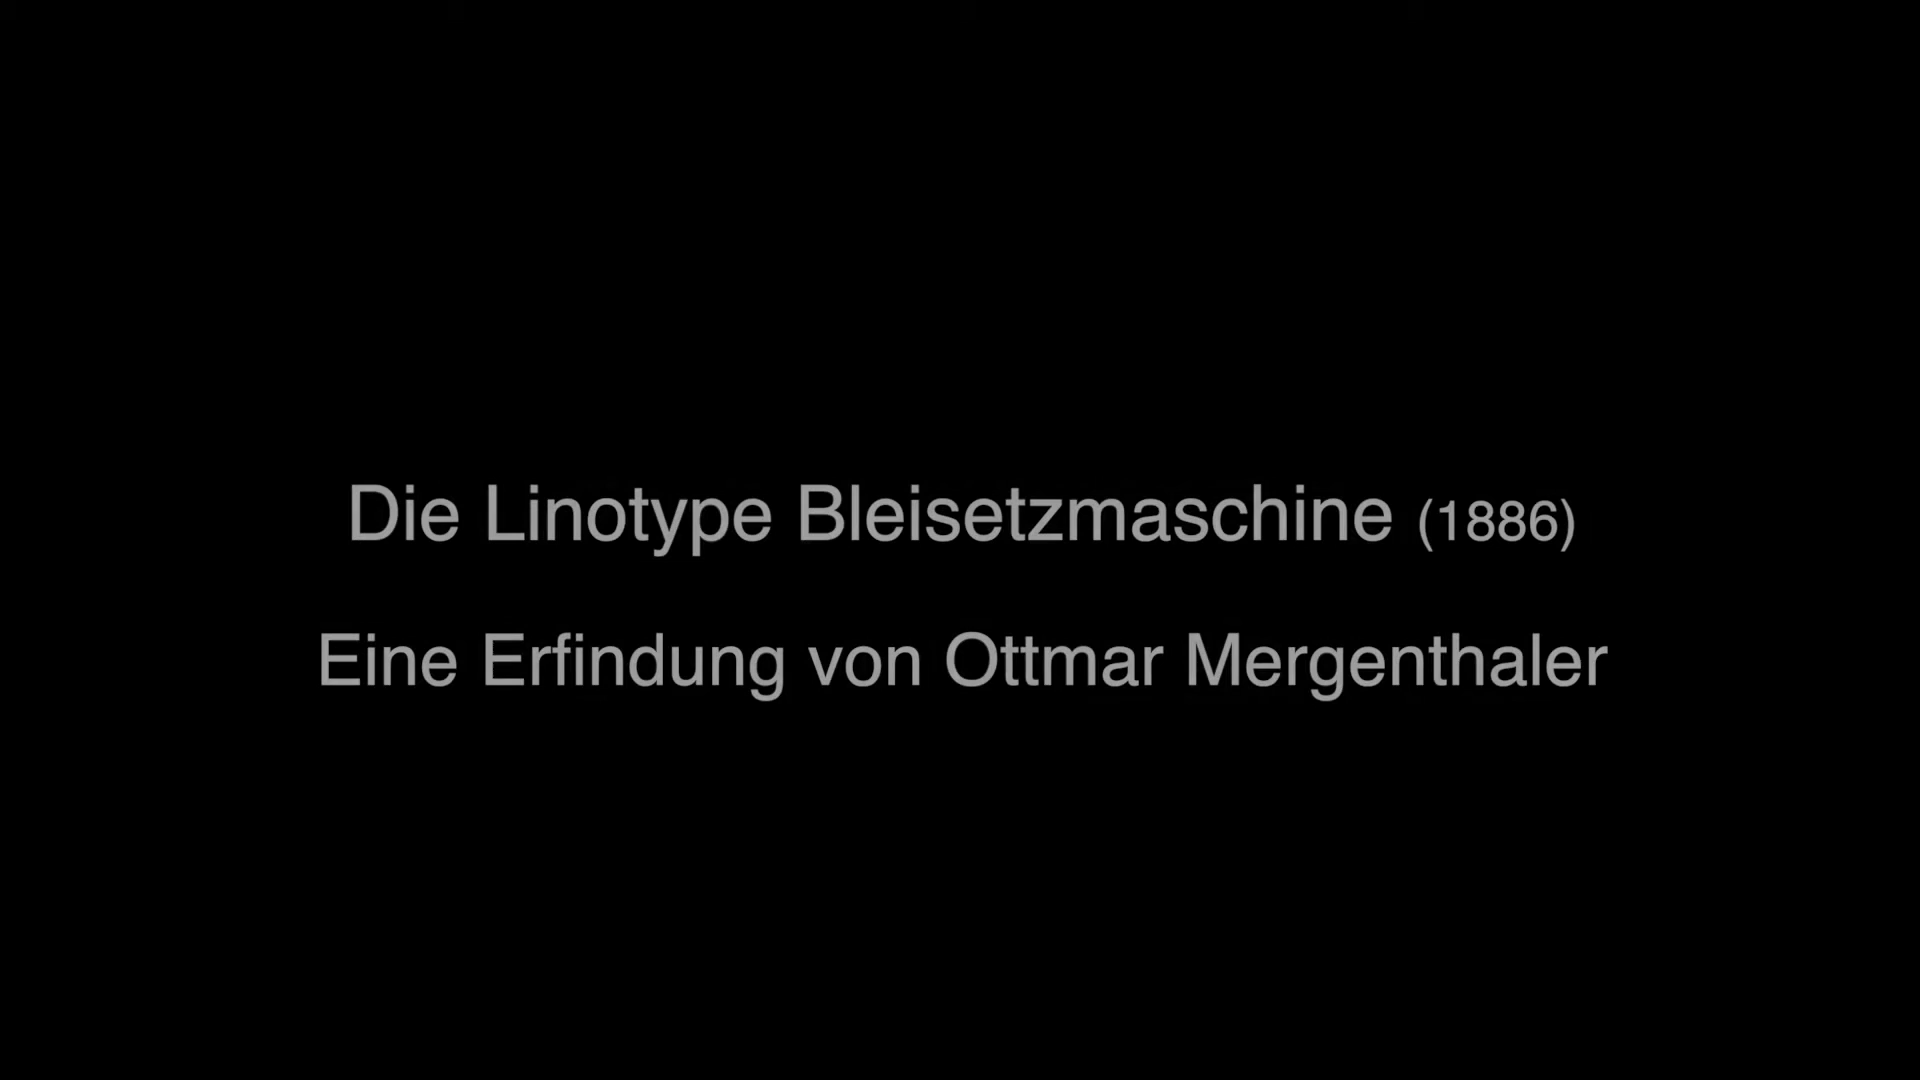 Die Linotype Bleisetzmaschine (1886)
Eine Erfindung von Ottmar Mergenthaler